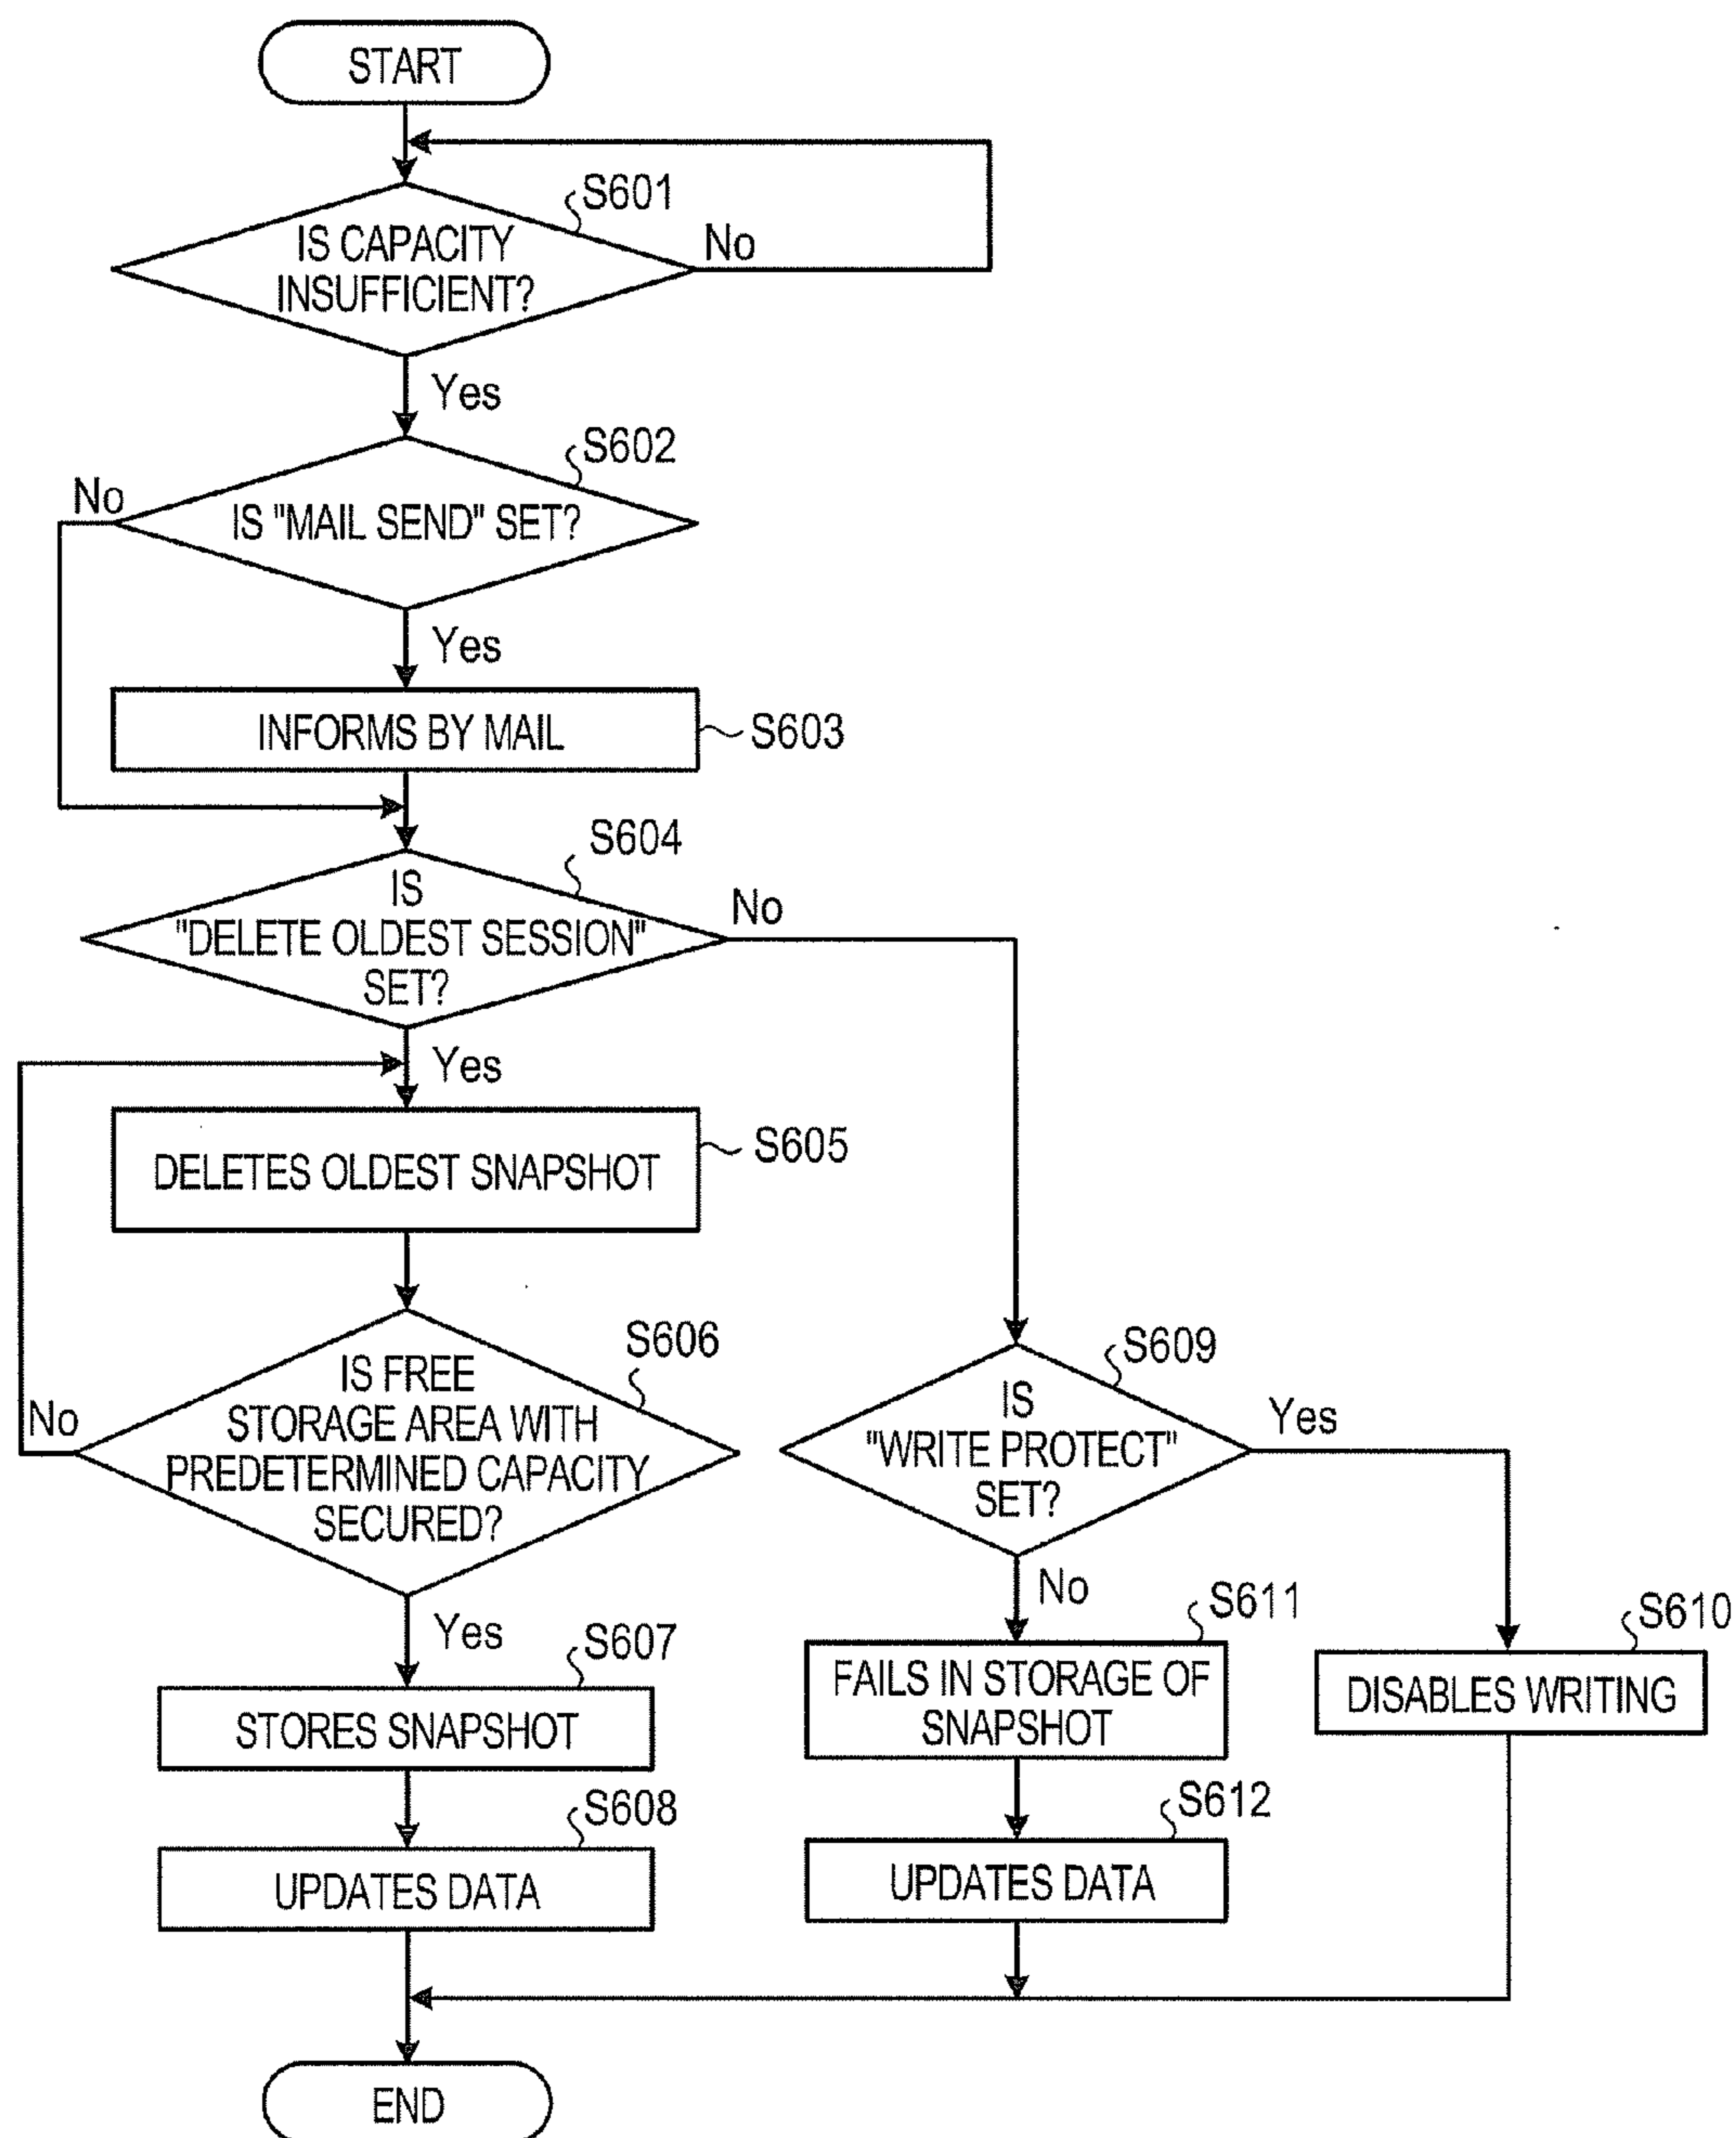 START
S601
IS CAPACITY
INSUFFICIENT?
No
Yes
S602
No
IS "MAIL SEND" SET?
Yes
INFORMS BY MAIL
S603
S604
IS
"DELETE OLDEST SESSION"
SET?
No
Yes
DELETES OLDEST SNAPSHOT
S605
S606
IS FREE
STORAGE AREA WITH
PREDETERMINED CAPACITY
SECURED?
No
Yes
S607
STORES SNAPSHOT
S608
UPDATES DATA
S609
IS
"WRITE PROTECT"
SET?
Yes
No
S611
FAILS IN STORAGE OF
SNAPSHOT
S610
DISABLES WRITING
S612
UPDATES DATA
END